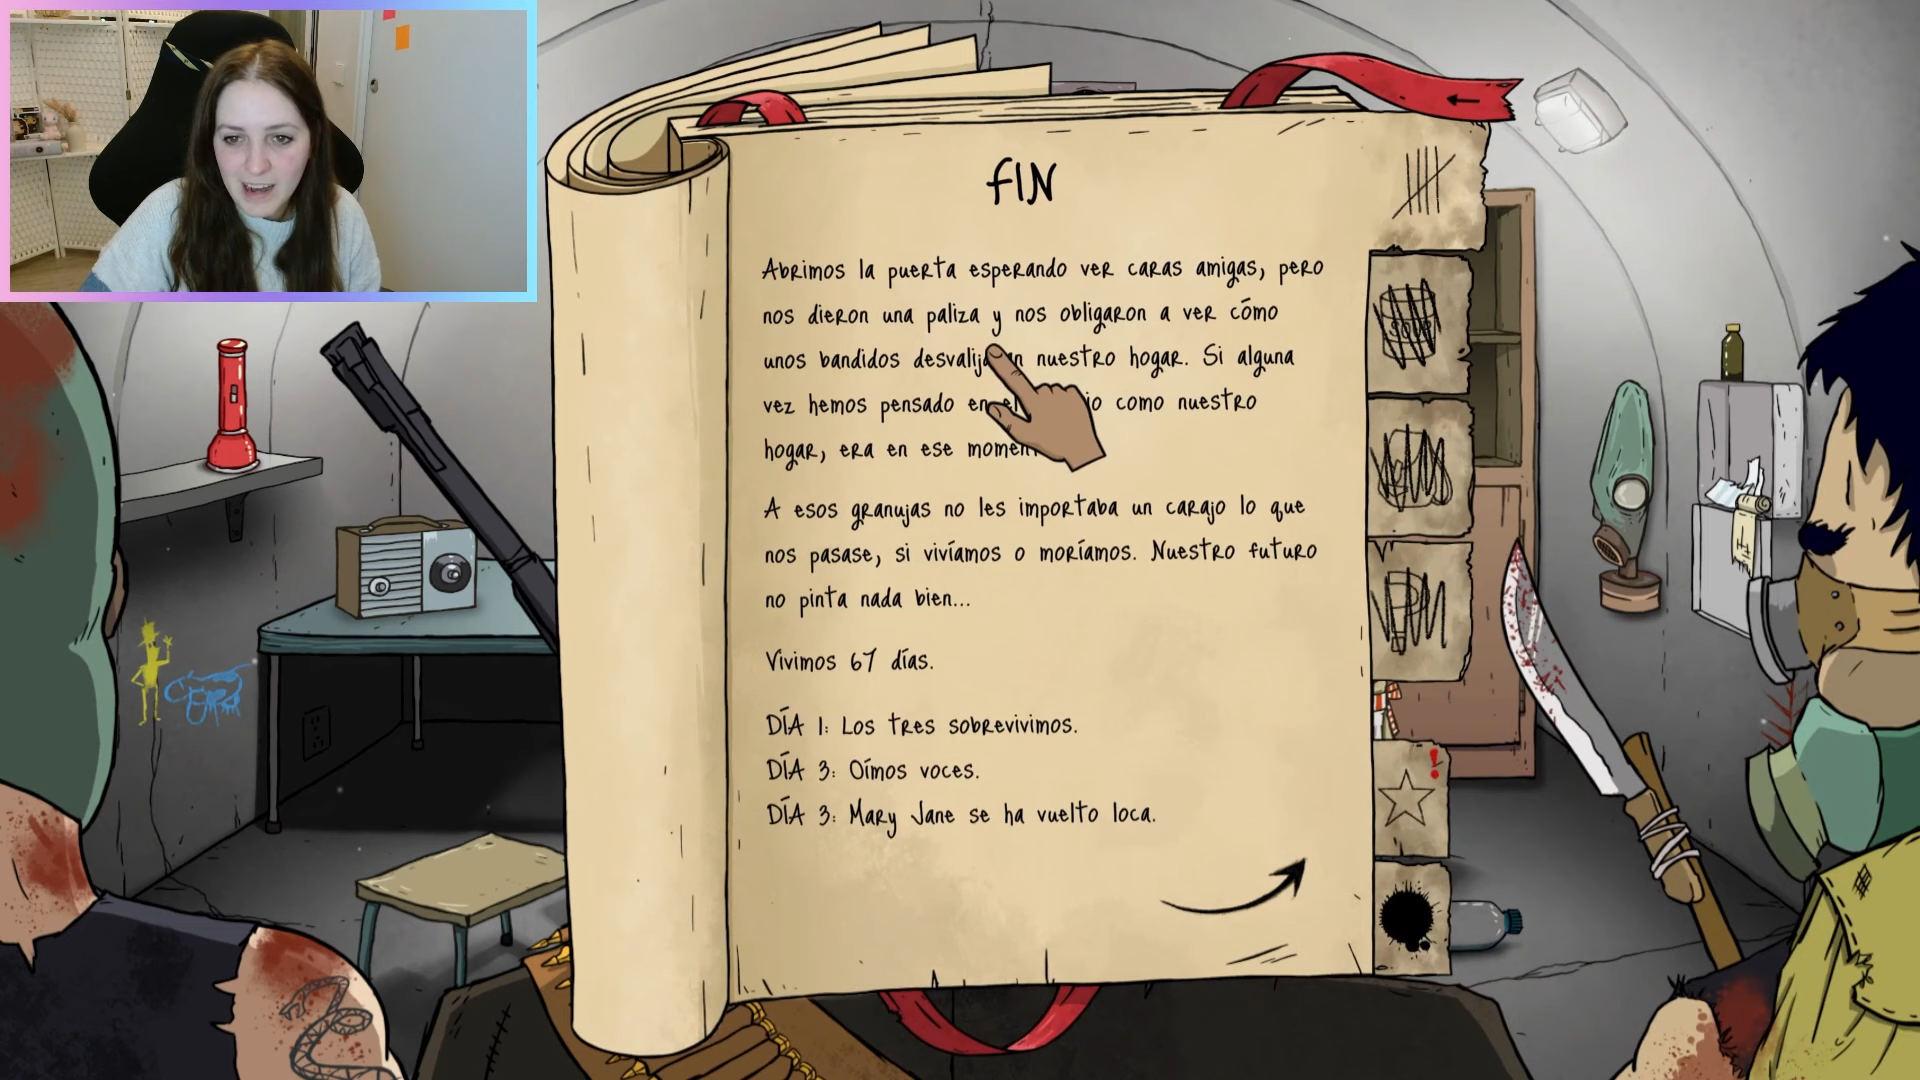 FIN
Abrimos la puerta esperando ver caras amigas, pero
nos dieron una paliza y nos obligaron a ver cómo
unos bandidos nuestro hogar. Si alguna
vez hemos pensado en como nuestro
hogar, era en ese
A esos granujas no les importaba un carajo lo que
nos pasase, si vivíamos o moríamos. Nuestro futuro
no pinta nada bien...
Vivimos 67 días.
DÍA 1: Los tres sobrevivimos.
DÍA 3: Oímos voces.
DÍA 3: Mary Jane se ha vuelto loca.
!